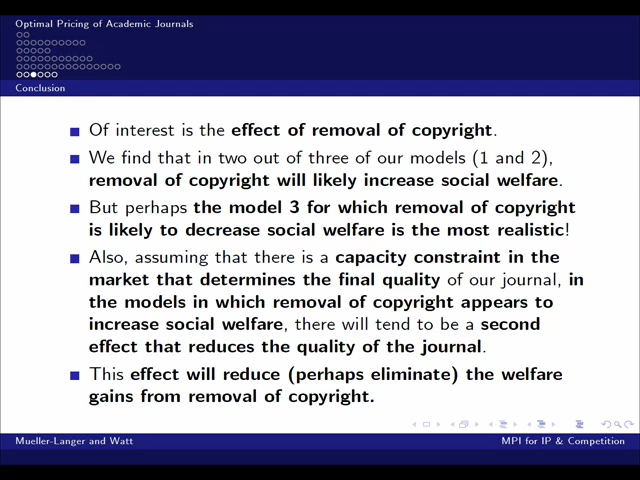 Optimal Pricing of Academic Journals
Conclusion
Of interest is the effect of removal of copyright.
We find that in two out of three of our models (1 and 2),
removal of copyright will likely increase social welfare.
But perhaps the model 3 for which removal of copyright
is likely to decrease social welfare is the most realistic!
Also, assuming that there is a capacity constraint in the
market that determines the final quality of our journal, in
the models in which removal of copyright appears to
increase social welfare, there will tend to be a second
effect that reduces the quality of the journal.
This effect will reduce (perhaps eliminate) the welfare
gains from removal of copyright.
Mueller-Langer and Watt MPI for IP & Competition